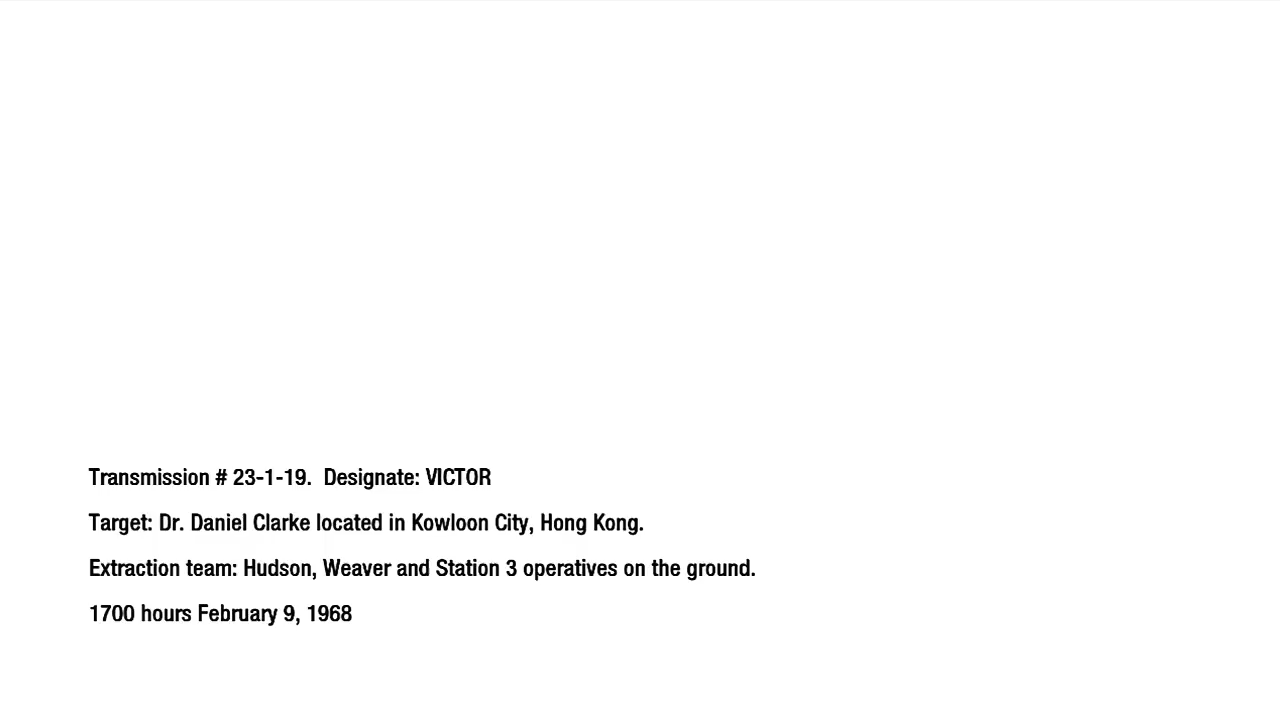 Transmission # 23-1-19.  Designate: VICTOR
Target: Dr. Daniel Clarke located in Kowloon City, Hong Kong.
Extraction team: Hudson, Weaver and Station 3 operatives on the ground.
1700 hours February 9, 1968